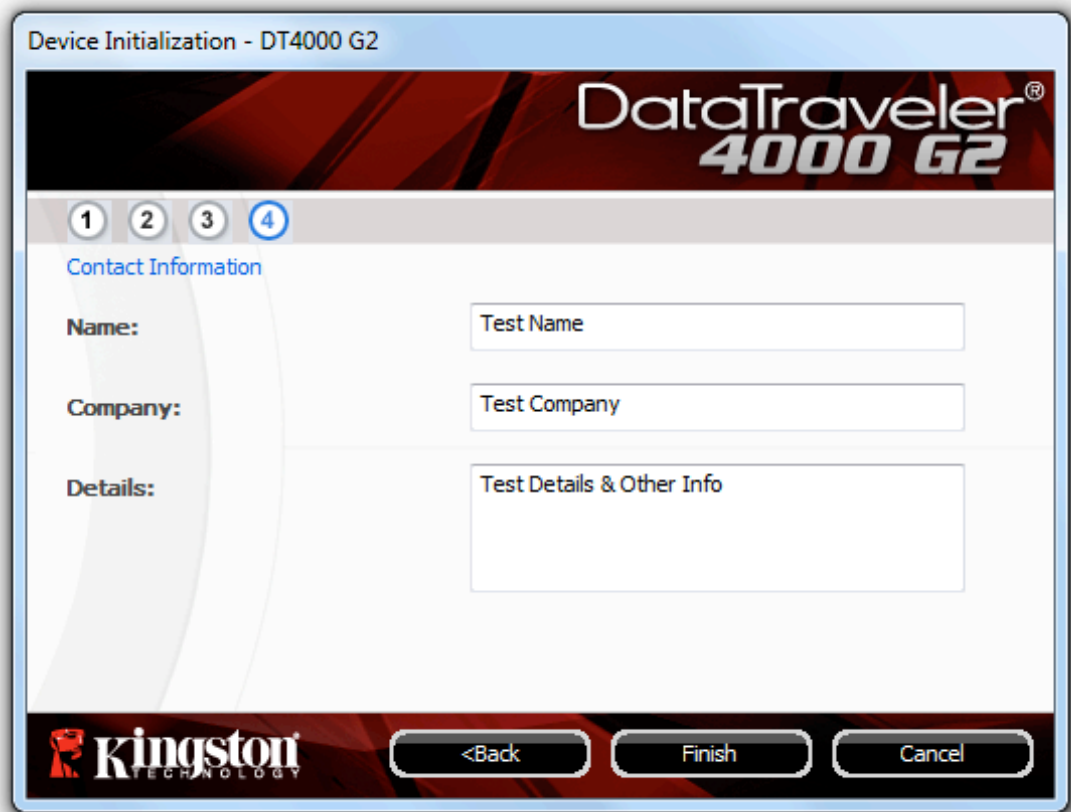 Device Initialization - DT4000 G2
DataTraveler®
4000 G2
1 2 3 4
Contact Information
Name: Test Name
Company: Test Company
Details: Test Details & Other Info
Kingston
TECHNOLOGY
<Back Finish Cancel